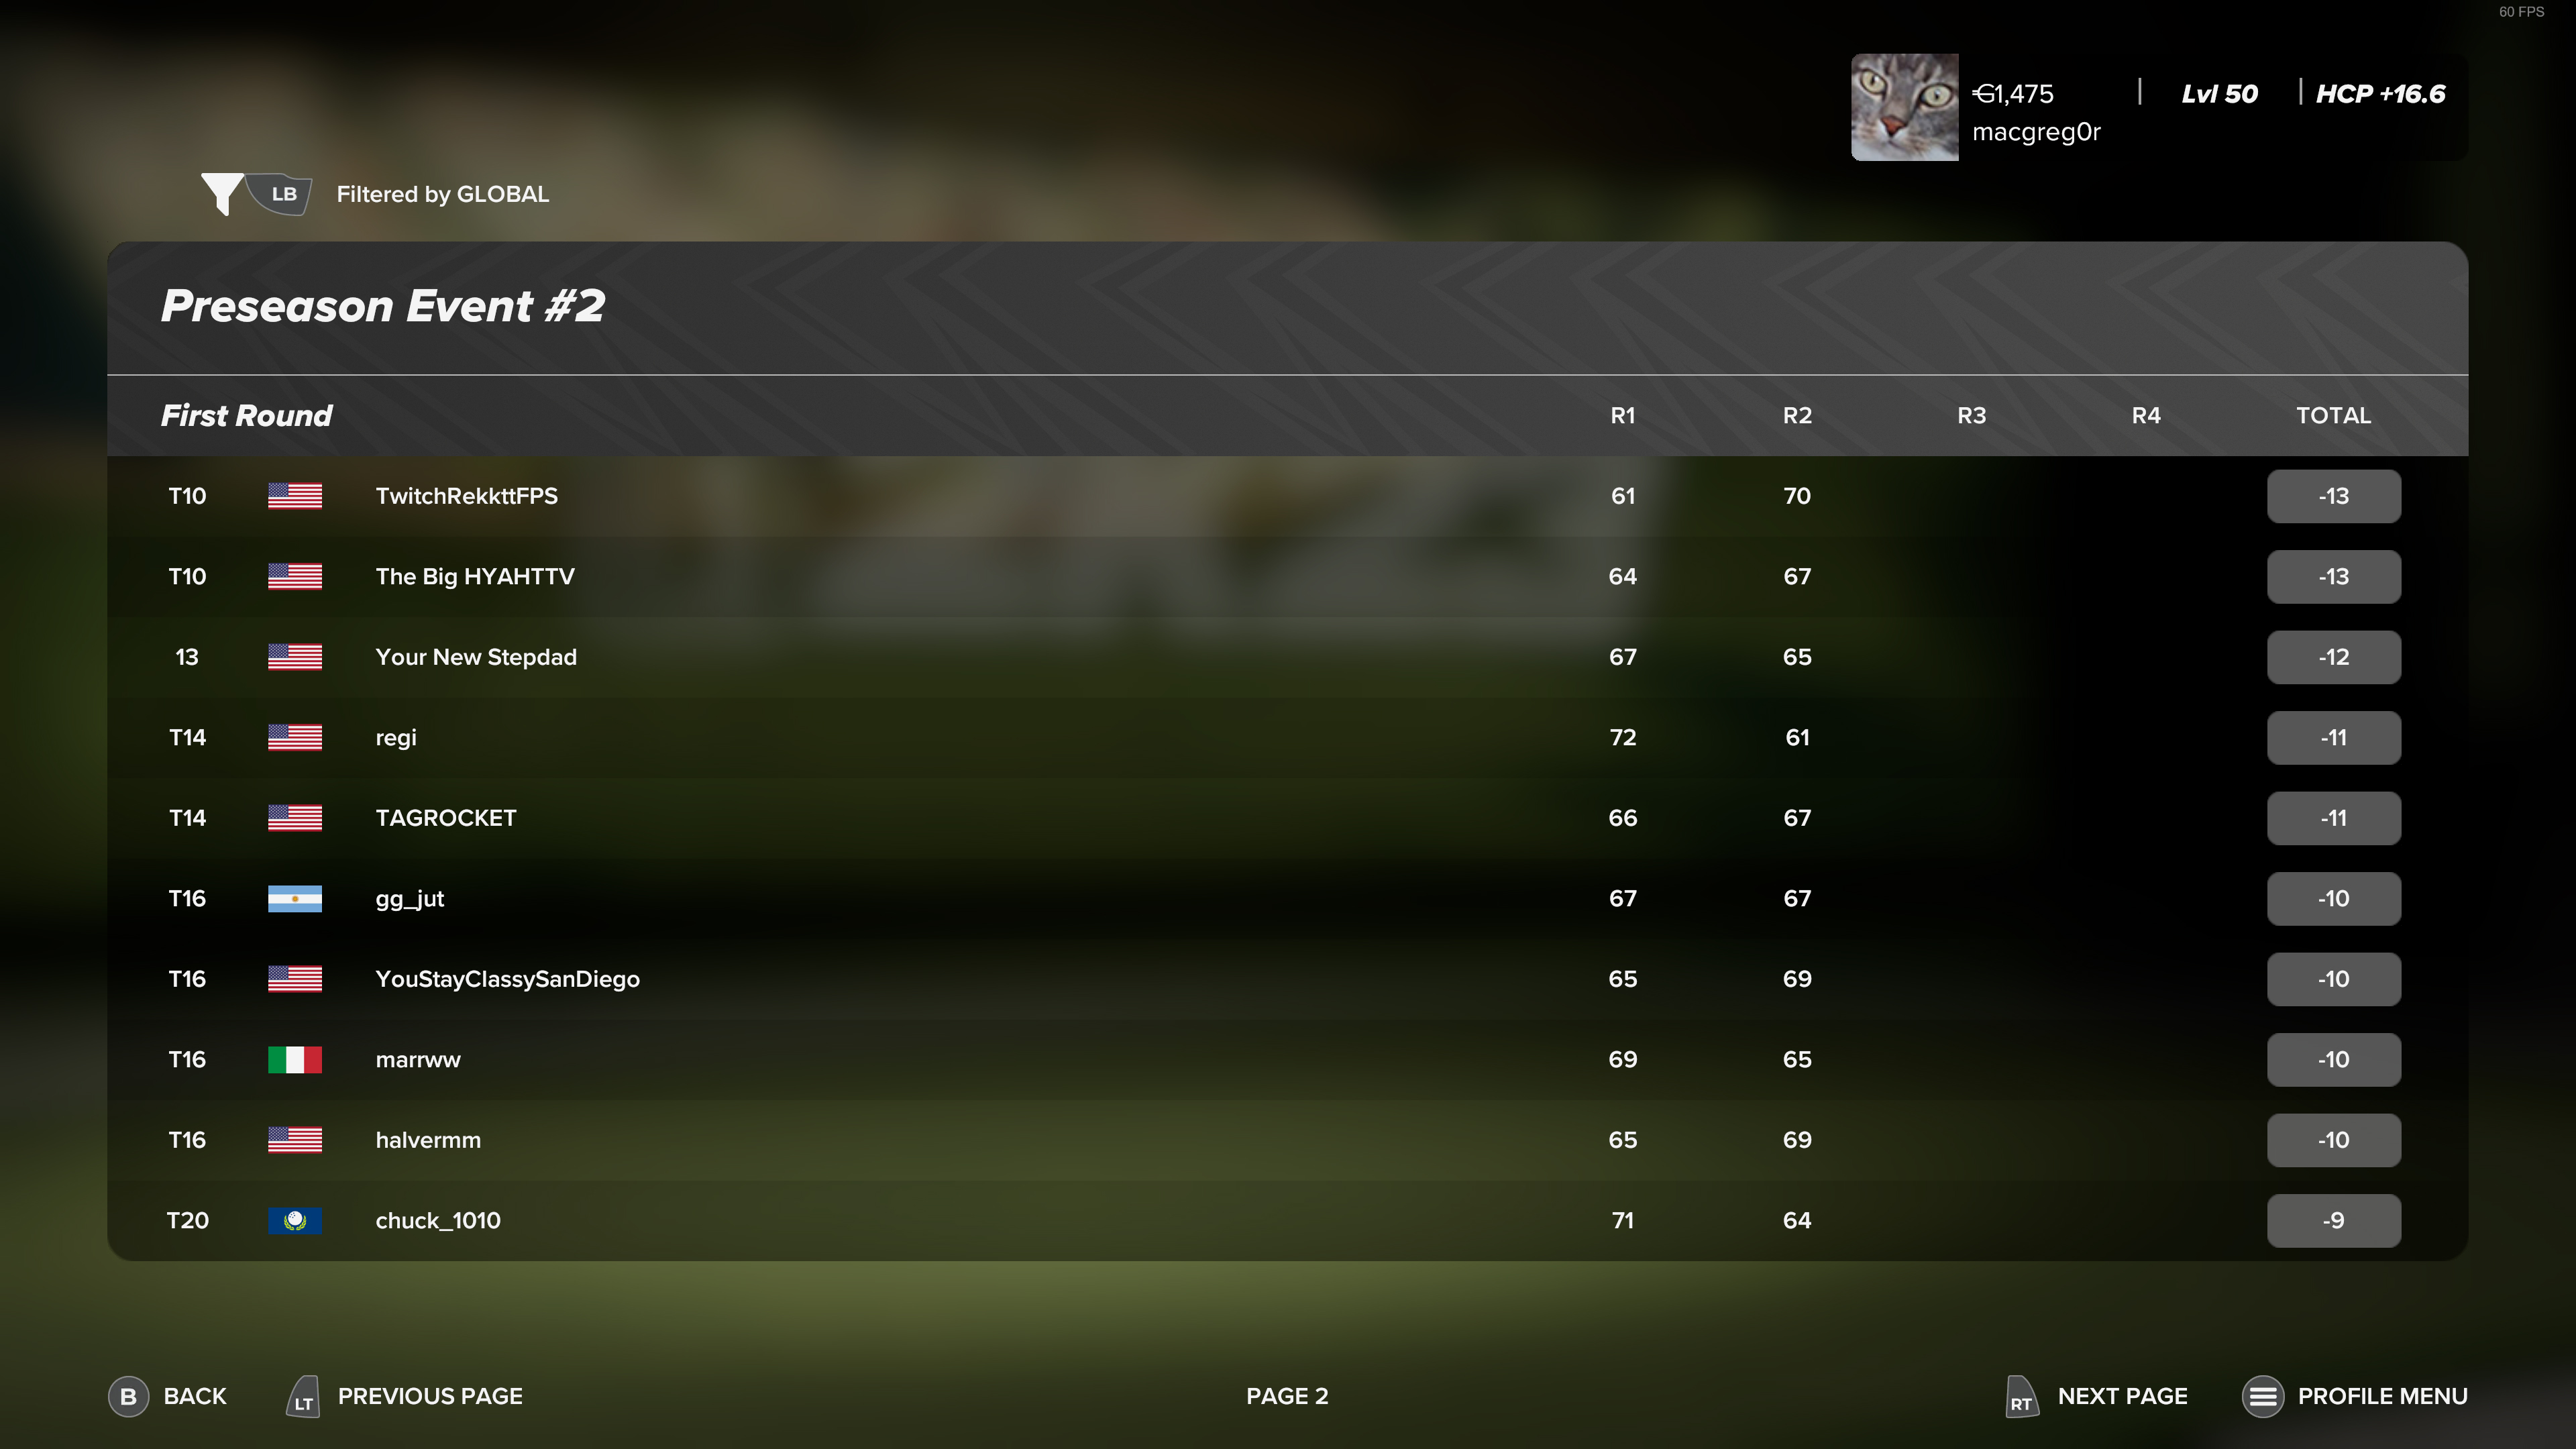 60 FPS
G1,475 | Lvl 50 | HCP +16.6
macgreg0r
LB Filtered by GLOBAL
Preseason Event #2
First Round R1 R2 R3 R4 TOTAL
T10 TwitchRekkttFPS 61 70 -13
T10 The Big HYAHTTV 64 67 -13
13 Your New Stepdad 67 65 -12
T14 regi 72 61 -11
T14 TAGROCKET 66 67 -11
T16 gg_jut 67 67 -10
T16 YouStayClassySanDiego 65 69 -10
T16 marrww 69 65 -10
T16 halvermm 65 69 -10
T20 chuck_1010 71 64 -9
B BACK LT PREVIOUS PAGE PAGE 2 RT NEXT PAGE PROFILE MENU